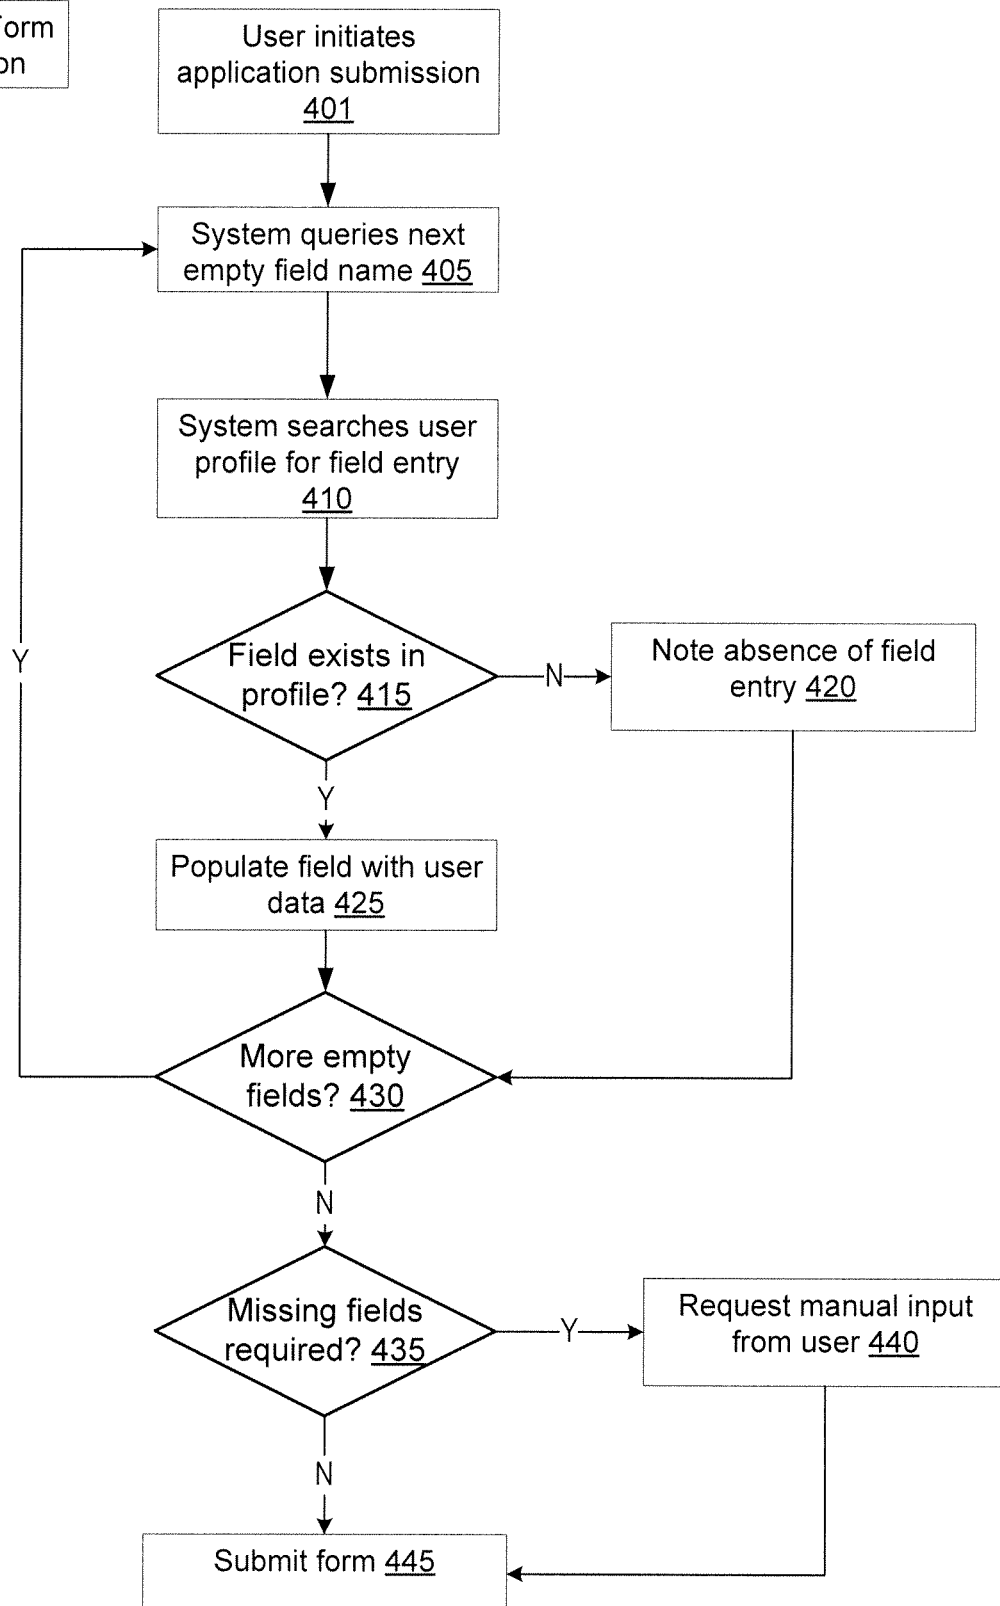 on
User initiates
application submission
401
System queries next
empty field name 405
System searches user
profile for field entry
410
Field exists in
profile? 415
N
Note absence of field
entry 420
Y
Y
Populate field with user
data 425
More empty
fields? 430
N
Missing fields
required? 435
Y
Request manual input
from user 440
N
Submit form 445